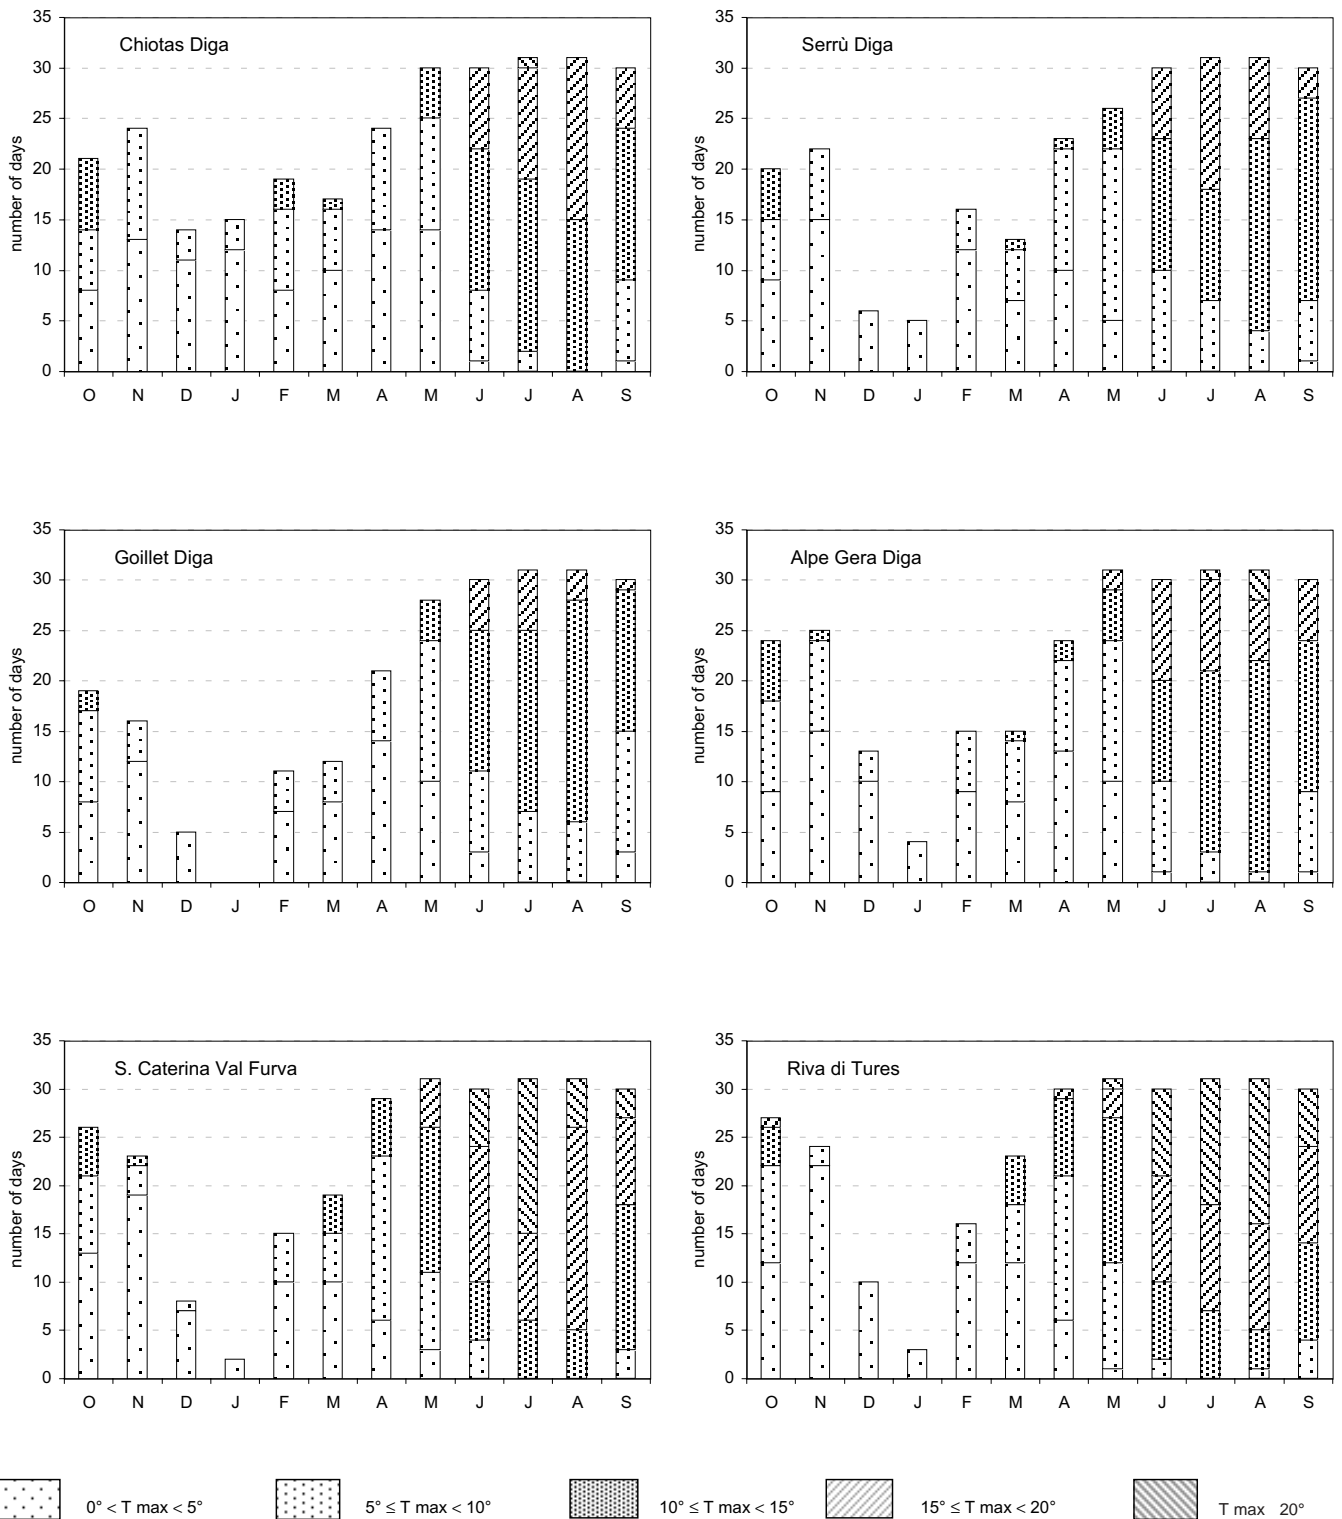 Chiotas Diga
number of days
35
30
25
20
15
10
5
0
O N D J F M A M J J A S
Serrù Diga
number of days
35
30
25
20
15
10
5
0
O N D J F M A M J J A S
Goillet Diga
number of days
35
30
25
20
15
10
5
0
O N D J F M A M J J A S
Alpe Gera Diga
number of days
35
30
25
20
15
10
5
0
O N D J F M A M J J A S
S. Caterina Val Furva
number of days
35
30
25
20
15
10
5
0
O N D J F M A M J J A S
Riva di Tures
number of days
35
30
25
20
15
10
5
0
O N D J F M A M J J A S
0° < T max < 5° 5° ≤ T max < 10° 10° ≤ T max < 15° 15° ≤ T max < 20° T max 20°